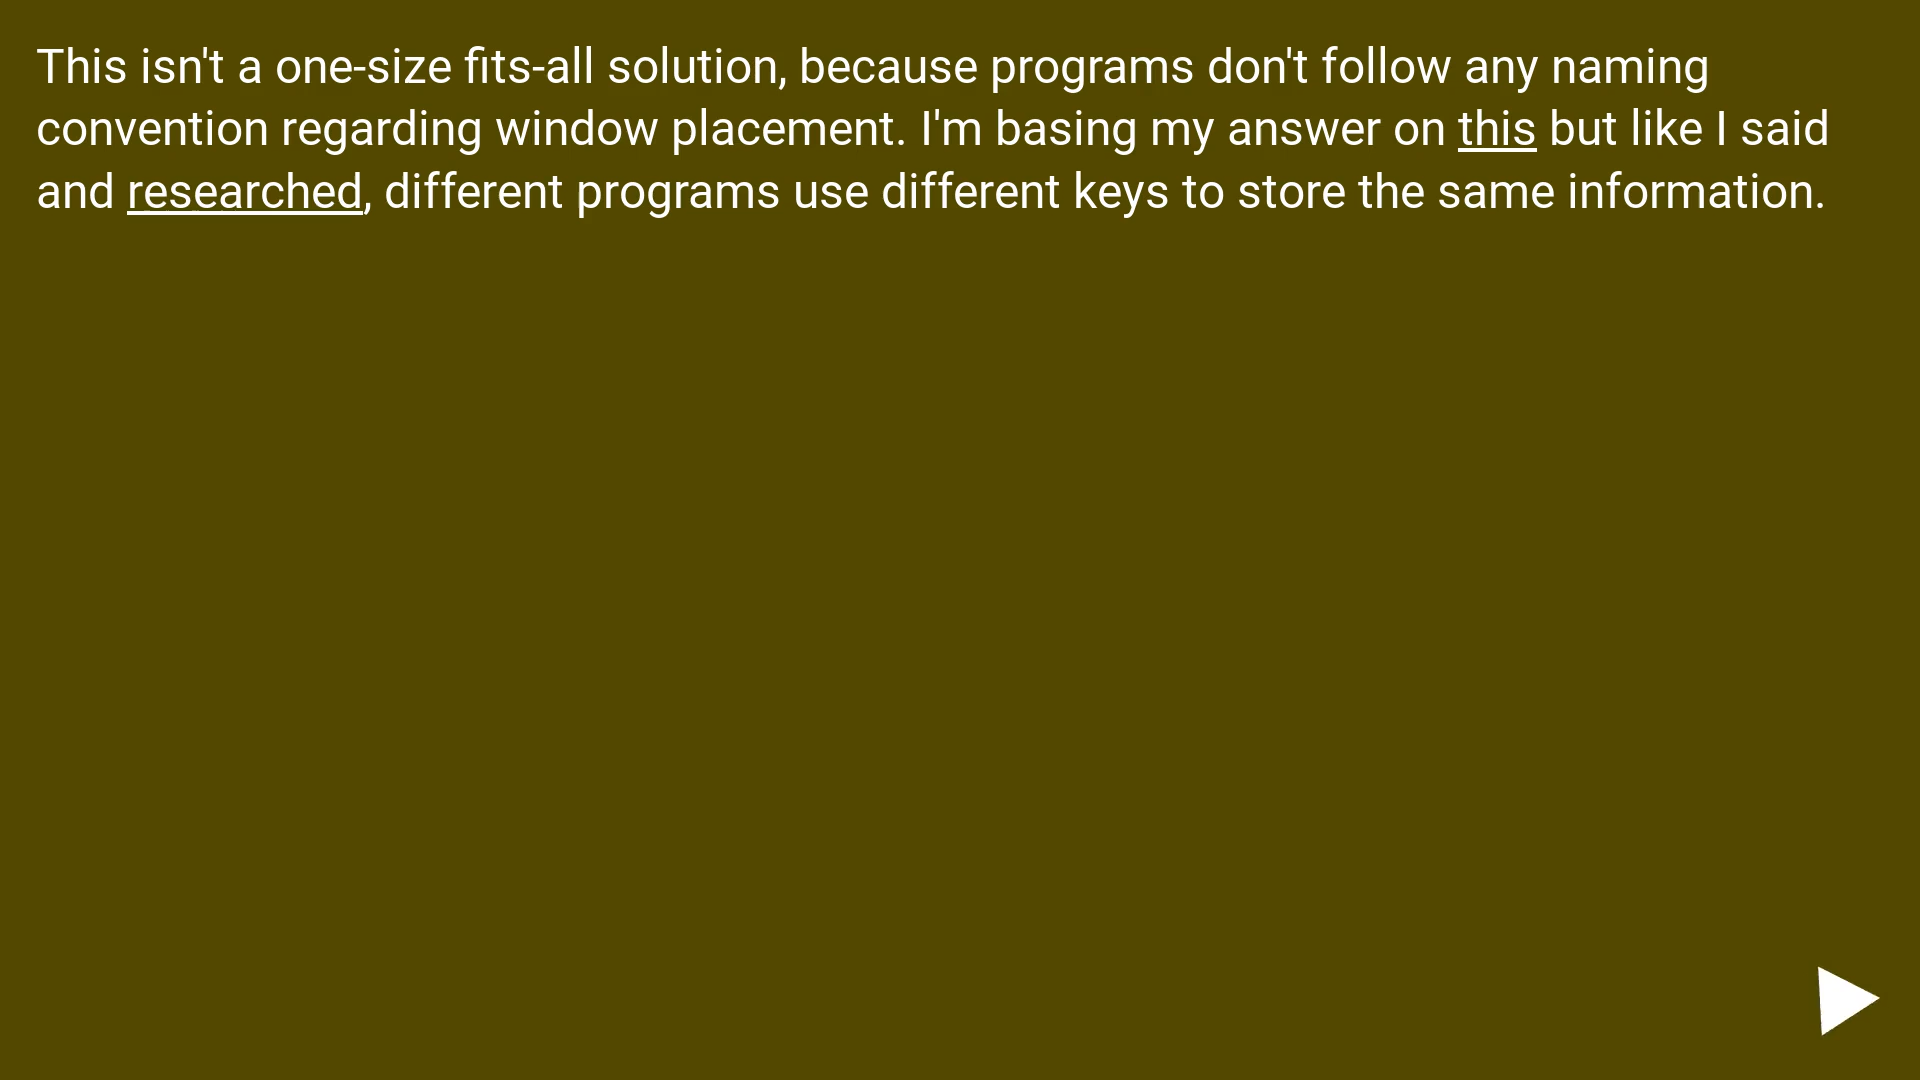 This isn't a one-size fits-all solution, because programs don't follow any naming
convention regarding window placement. I'm basing my answer on this but like I said
and researched, different programs use different keys to store the same information.